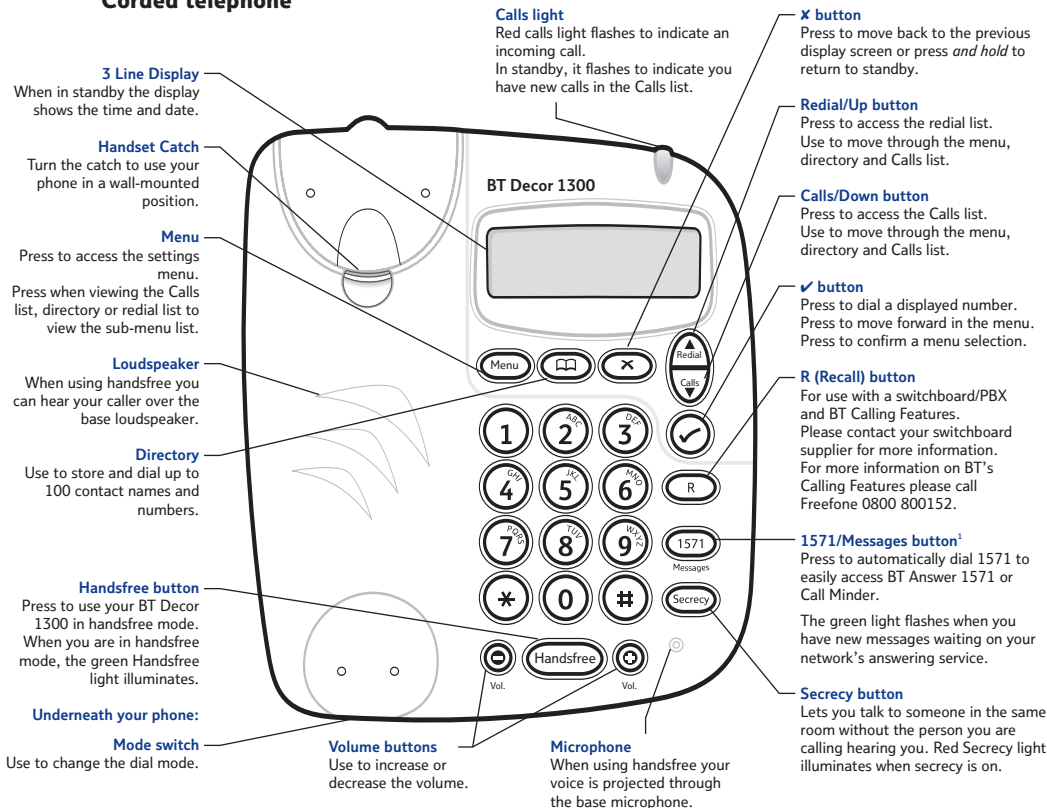 Corded telephone
3 Line Display
When in standby the display
shows the time and date.
Handset Catch
Turn the catch to use your
phone in a wall-mounted
position.
Menu
Press to access the settings
menu.
Press when viewing the Calls
list, directory or redial list to
view the sub-menu list.
Loudspeaker
When using handsfree you
can hear your caller over the
base loudspeaker.
Directory
Use to store and dial up to
100 contact names and
numbers.
Handsfree button
Press to use your BT Decor
1300 in handsfree mode.
When you are in handsfree
mode, the green Handsfree
light illuminates.
Underneath your phone:
Mode switch
Use to change the dial mode.
Calls light
Red calls light flashes to indicate an
incoming call.
In standby, it flashes to indicate you
have new calls in the Calls list.
BT Decor 1300
Menu
✘
Redial
Calls
✔
1
2 ABC
3 DEF
4 GHI
5 JKL
6 MNO
R
7 PQRS
8 TUV
9 WXYZ
1571
Messages
*
0
#
Secrecy
Handsfree
Vol.
Vol.
Volume buttons
Use to increase or
decrease the volume.
Microphone
When using handsfree your
voice is projected through
the base microphone.
✘ button
Press to move back to the previous
display screen or press and hold to
return to standby.
Redial/Up button
Press to access the redial list.
Use to move through the menu,
directory and Calls list.
Calls/Down button
Press to access the Calls list.
Use to move through the menu,
directory and Calls list.
✔ button
Press to dial a displayed number.
Press to move forward in the menu.
Press to confirm a menu selection.
R (Recall) button
For use with a switchboard/PBX
and BT Calling Features.
Please contact your switchboard
supplier for more information.
For more information on BT's
Calling Features please call
Freefone 0800 800152.
1571/Messages button¹
Press to automatically dial 1571 to
easily access BT Answer 1571 or
Call Minder.
The green light flashes when you
have new messages waiting on your
network's answering service.
Secrecy button
Lets you talk to someone in the same
room without the person you are
calling hearing you. Red Secrecy light
illuminates when secrecy is on.